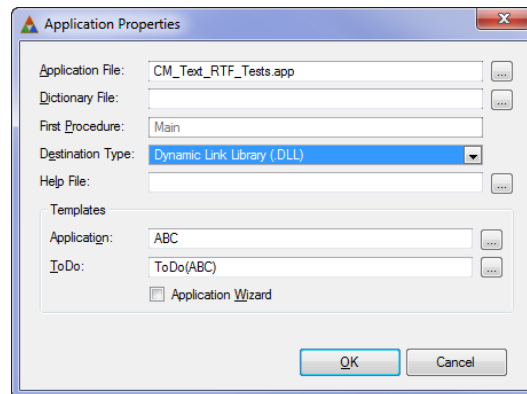 Application Properties
Application File: CM_Text_RTF_Tests.app ...
Dictionary File: ...
First Procedure: Main
Destination Type: Dynamic Link Library (.DLL)
Help File: ...
Templates
Application: ABC ...
ToDo: ToDo(ABC) ...
Application Wizard
OK Cancel